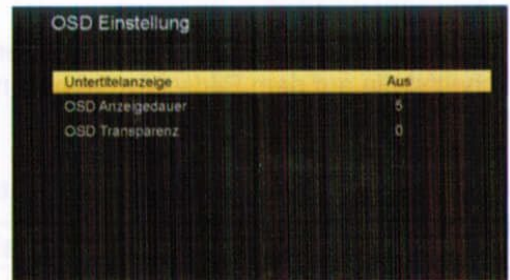 OSD Einstellung
Untertitelanzeige Aus
OSD Anzeigedauer 5
OSD Transparenz 0